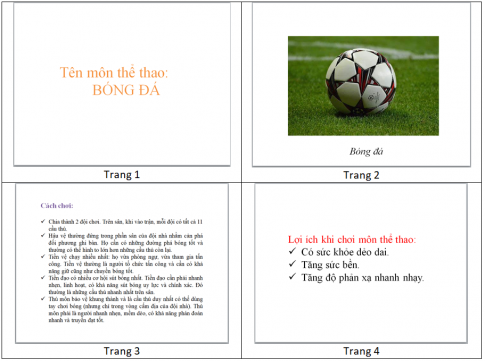 Tên môn thể thao:
BÓNG ĐÁ
Trang 1
Bóng đá
Trang 2
Cách chơi:
✓ Chia thành 2 đội chơi. Trên sân, khi vào trận, mỗi đội có tất cả 11
cầu thủ.
✓ Hậu vệ thường đứng trong phần sân của đội nhà nhằm cản phá
đối phương ghi bàn. Họ cần có những đường phá bóng tốt và
thường có thể hình to lớn hơn những cầu thủ còn lại.
✓ Tiền vệ chạy nhiều nhất: họ vừa phòng ngự, vừa tham gia tấn
công. Tiền vệ thường là người tổ chức tấn công và cần có khả
năng giữ cũng như chuyền bóng tốt.
✓ Tiền đạo có nhiều cơ hội sút bóng nhất. Tiền đạo cần phải nhanh
nhẹn, linh hoạt, có khả năng sút bóng uy lực và chính xác. Đó
thường là những cầu thủ nhanh nhất trên sân.
✓ Thủ môn bảo vệ khung thành và là cầu thủ duy nhất có thể dùng
tay chơi bóng (nhưng chỉ trong vòng cấm địa của đội nhà). Thủ
môn phải là người nhanh nhẹn, mềm dẻo, có khả năng phán đoán
nhanh và truyền đạt tốt.
Trang 3
Lợi ích khi chơi môn thể thao:
✓ Có sức khỏe dẻo dai.
✓ Tăng sức bền.
✓ Tăng độ phản xạ nhanh nhạy.
Trang 4